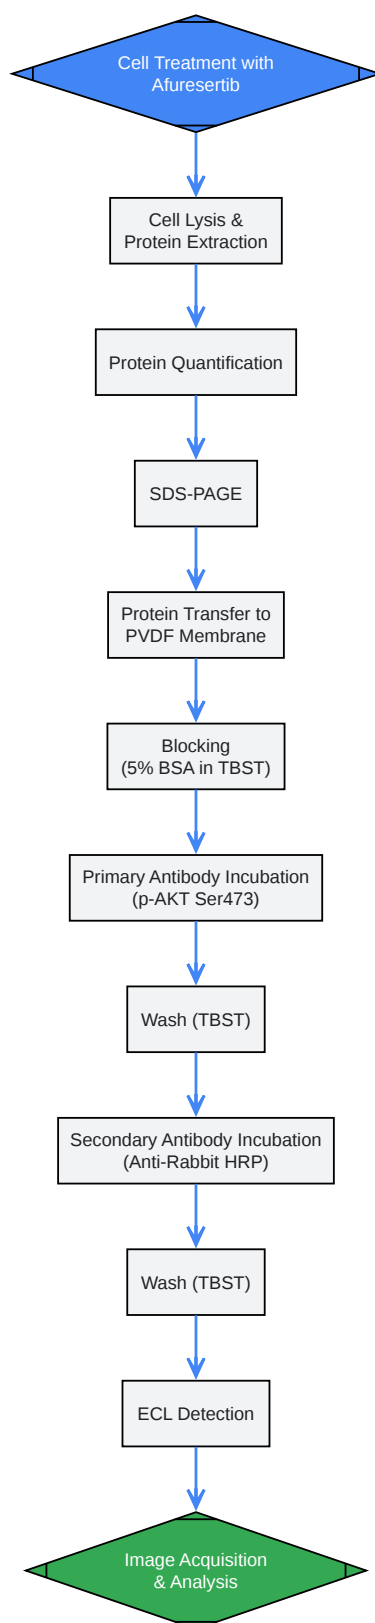 Cell Treatment with
Afuresertib
Cell Lysis &
Protein Extraction
Protein Quantification
SDS-PAGE
Protein Transfer to
PVDF Membrane
Blocking
(5% BSA in TBST)
Primary Antibody Incubation
(p-AKT Ser473)
Wash (TBST)
Secondary Antibody Incubation
(Anti-Rabbit HRP)
Wash (TBST)
ECL Detection
Image Acquisition
& Analysis